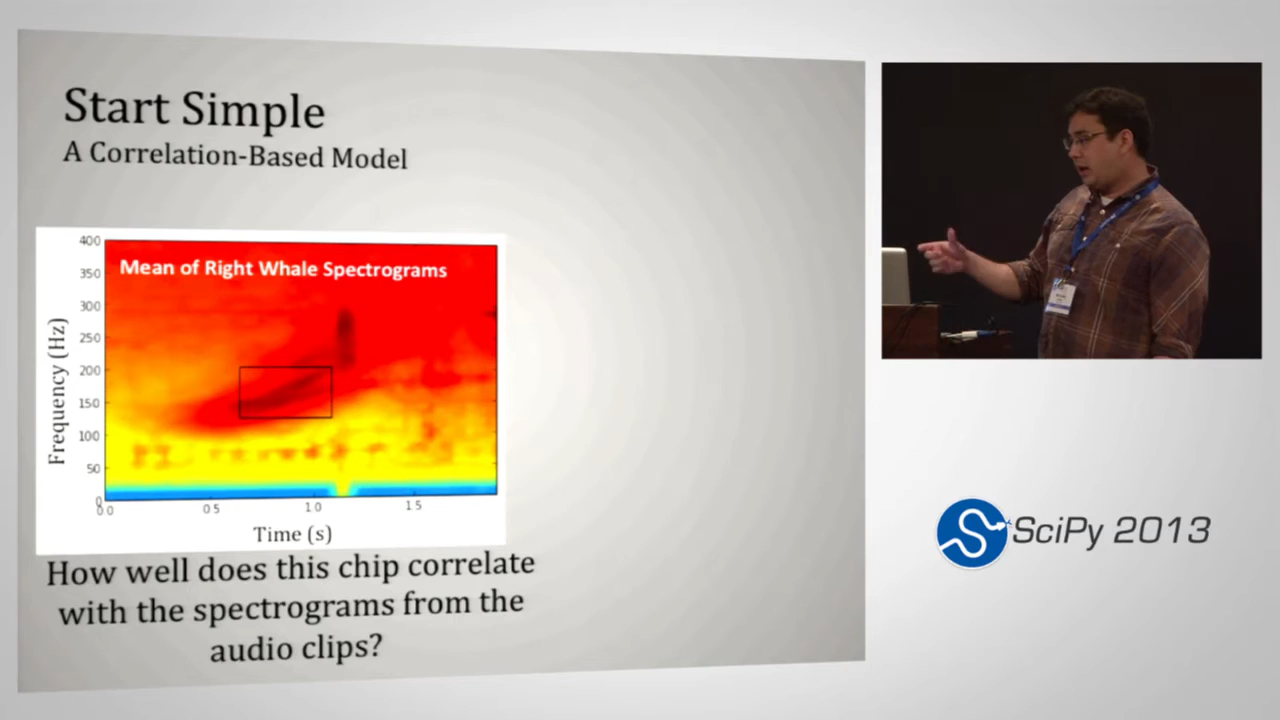 Start Simple
A Correlation-Based Model
Mean of Right Whale Spectrograms
400
350
300
250
200
150
100
50
0
Frequency (Hz)
0 0
0 5
1 0
1 5
Time (s)
How well does this chip correlate
with the spectrograms from the
audio clips?
SciPy 2013